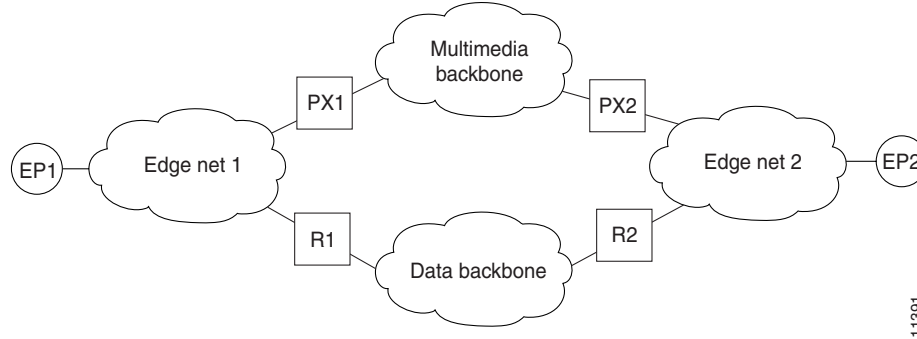 Multimedia
backbone
PX1
PX2
EP1
Edge net 1
Edge net 2
EP2
R1
R2
Data backbone
11391